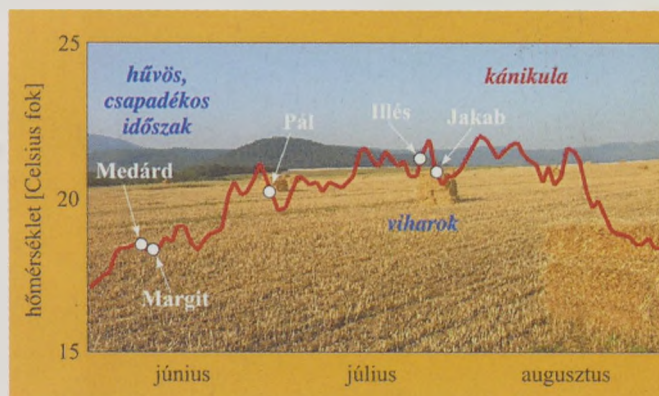 25
hűvös,
csapadékos
időszak
kánikula
Pál
Illés
Jakab
Medárd
20
viharok
Margit
15
hőmérséklet [Celsius fok]
június
július
augusztus